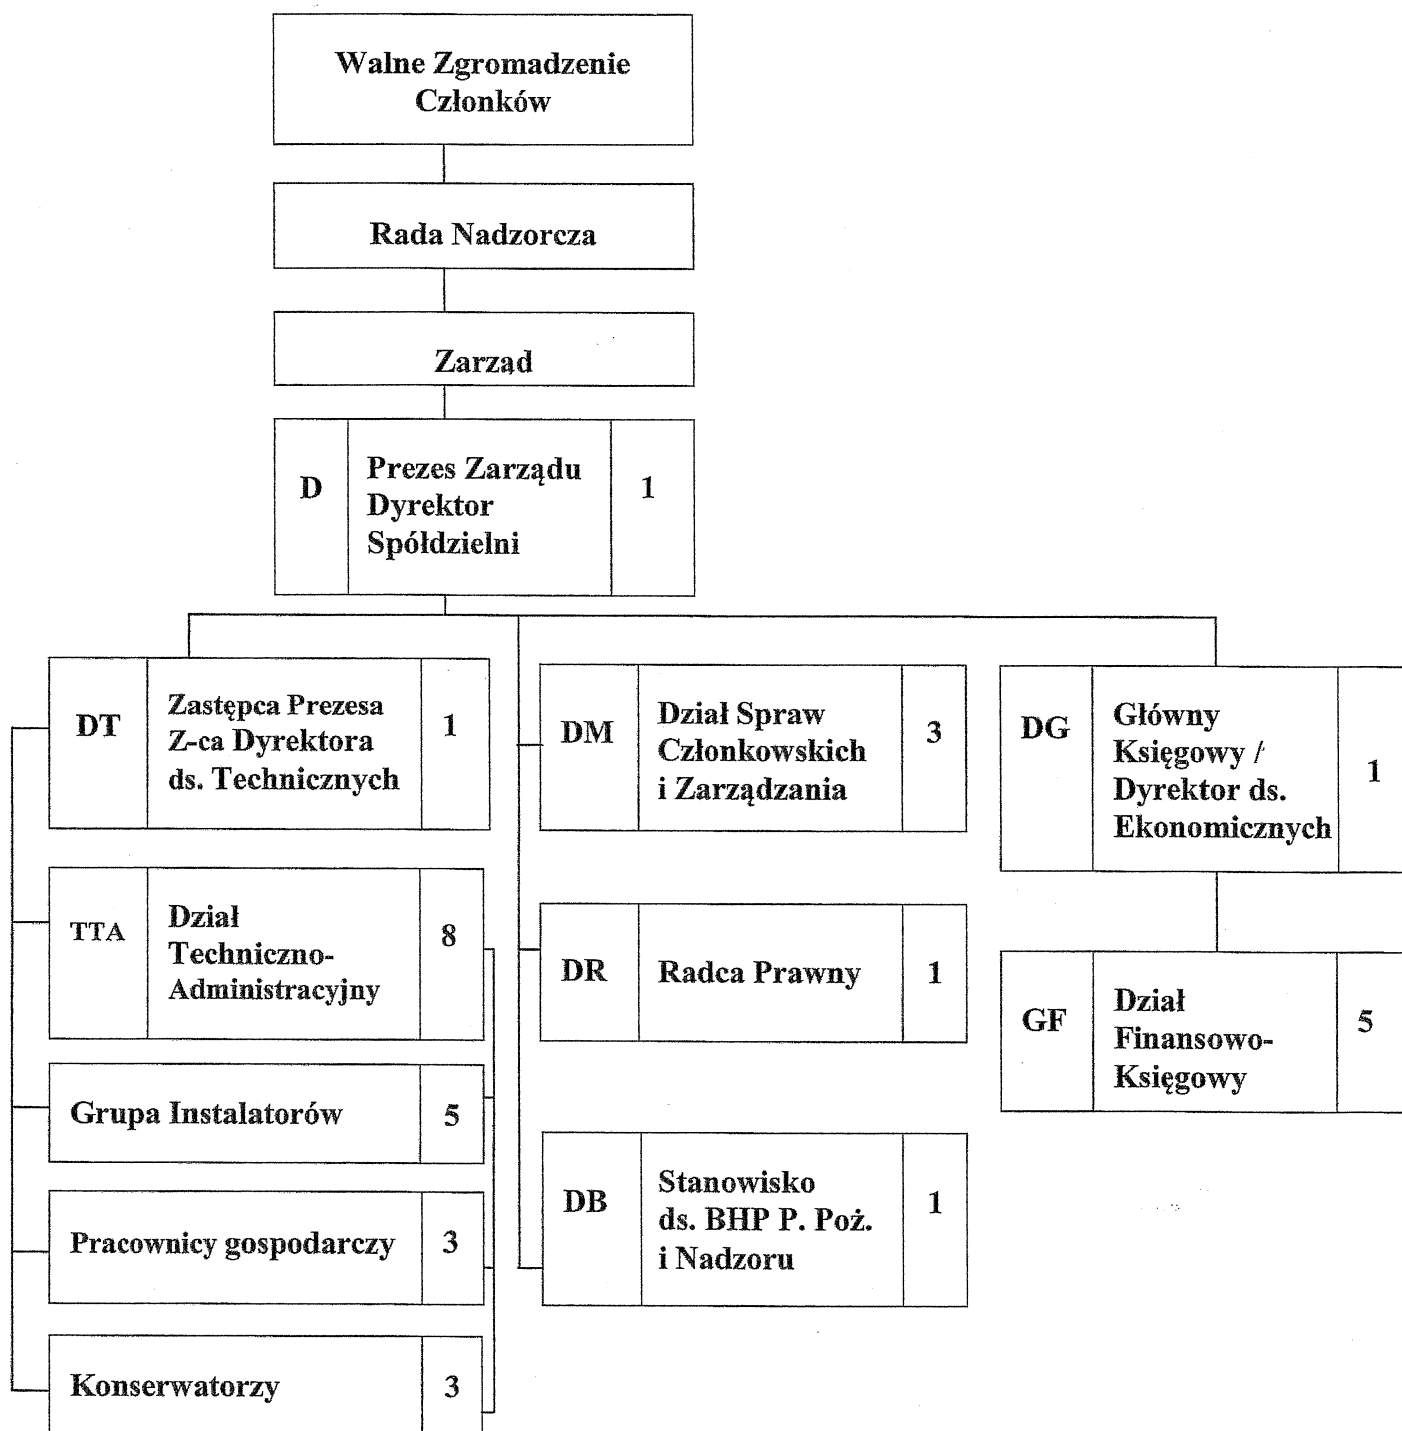 Walne Zgromadzenie
Członków
Rada Nadzorcza
Zarząd
D
Prezes Zarządu
Dyrektor
Spółdzielni
1
DT
Zastępca Prezesa
Z-ca Dyrektora
ds. Technicznych
1
DM
Dział Spraw
Członkowskich
i Zarządzania
3
DG
Główny
Księgowy /
Dyrektor ds.
Ekonomicznych
1
TTA
Dział
Techniczno-
Administracyjny
8
DR
Radca Prawny
1
GF
Dział
Finansowo-
Księgowy
5
Grupa Instalatorów
5
DB
Stanowisko
ds. BHP P. Poż.
i Nadzoru
1
Pracownicy gospodarczy
3
Konserwatorzy
3